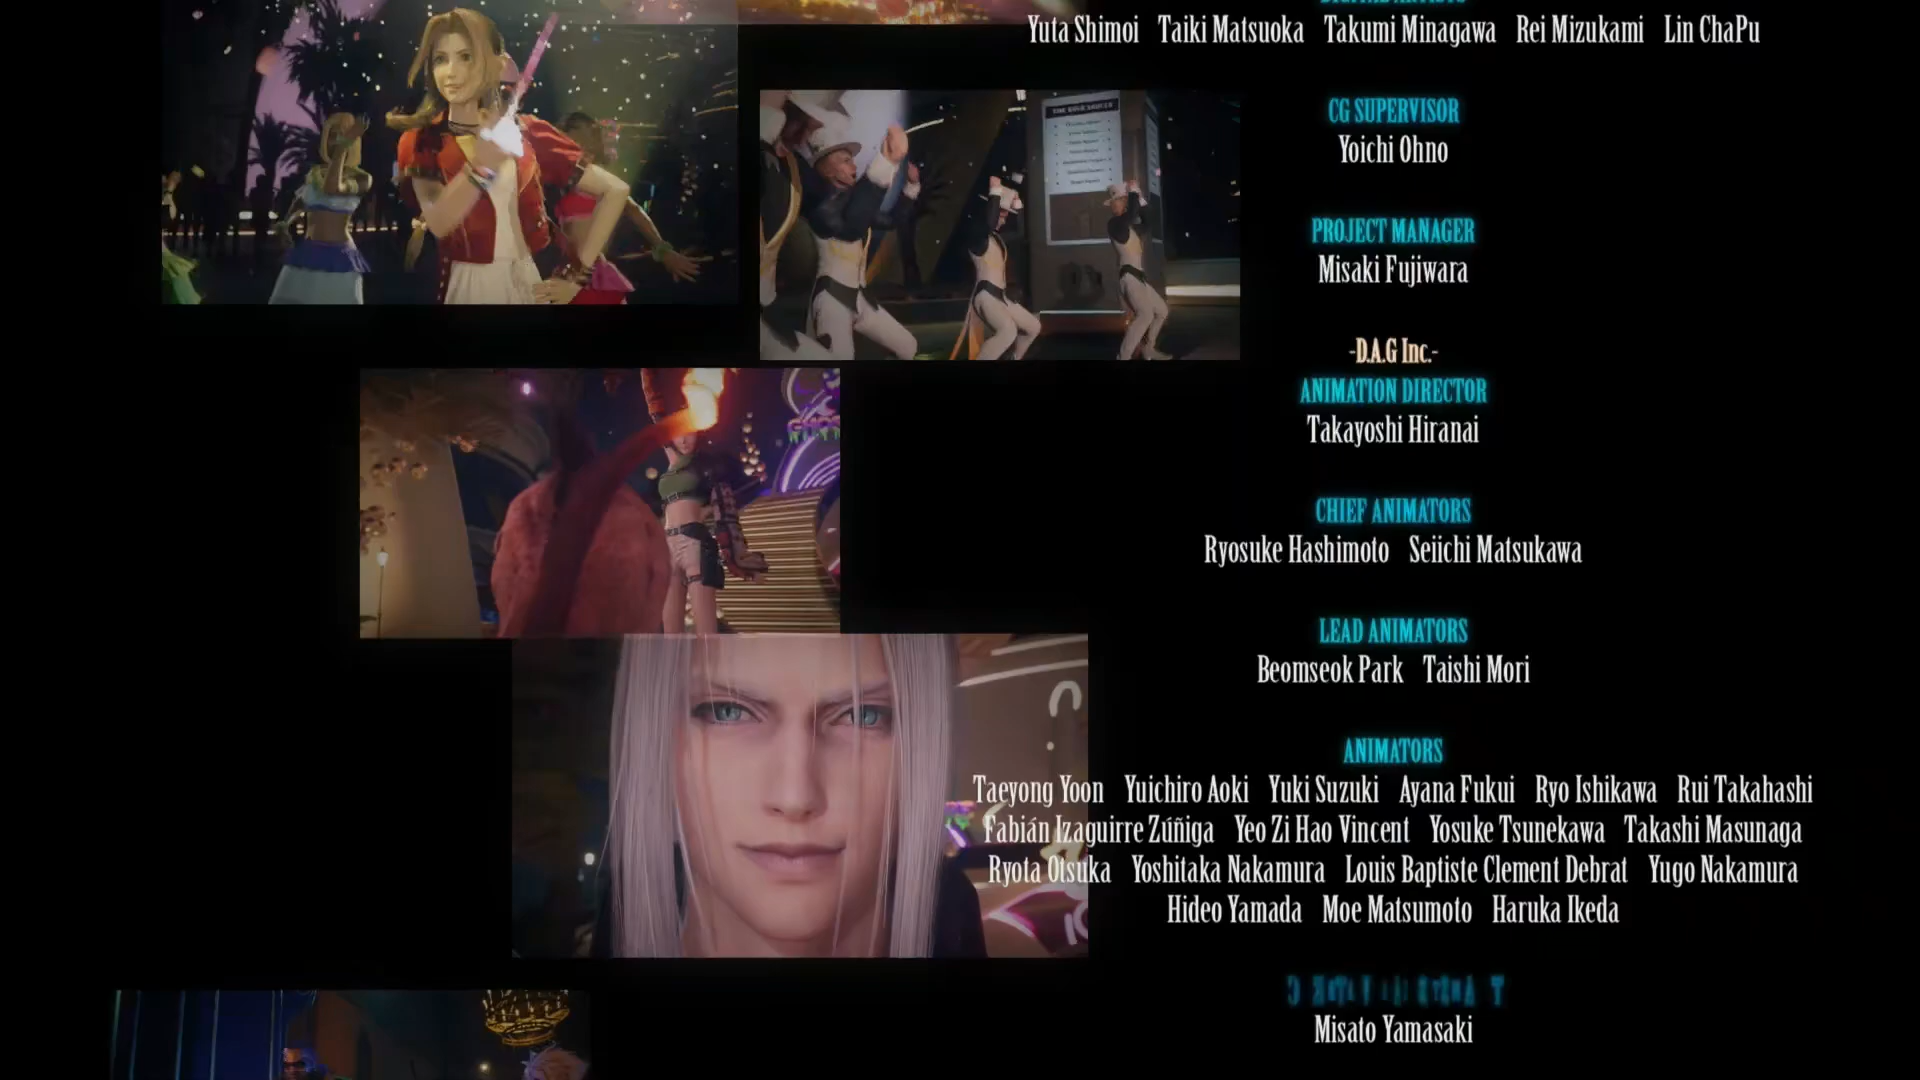 DIGITAL ARTISTS
Yuta Shimoi Taiki Matsuoka Takumi Minagawa Rei Mizukami Lin ChaPu
CG SUPERVISOR
Yoichi Ohno
PROJECT MANAGER
Misaki Fujiwara
-D.A.G Inc.-
ANIMATION DIRECTOR
Takayoshi Hiranai
CHIEF ANIMATORS
Ryosuke Hashimoto Seiichi Matsukawa
LEAD ANIMATORS
Beomseok Park Taishi Mori
ANIMATORS
Taeyong Yoon Yuichiro Aoki Yuki Suzuki Ayana Fukui Ryo Ishikawa Rui Takahashi
Fabián Izaguirre Zúñiga Yeo Zi Hao Vincent Yosuke Tsunekawa Takashi Masunaga
Ryota Otsuka Yoshitaka Nakamura Louis Baptiste Clement Debrat Yugo Nakamura
Hideo Yamada Moe Matsumoto Haruka Ikeda
Misato Yamasaki